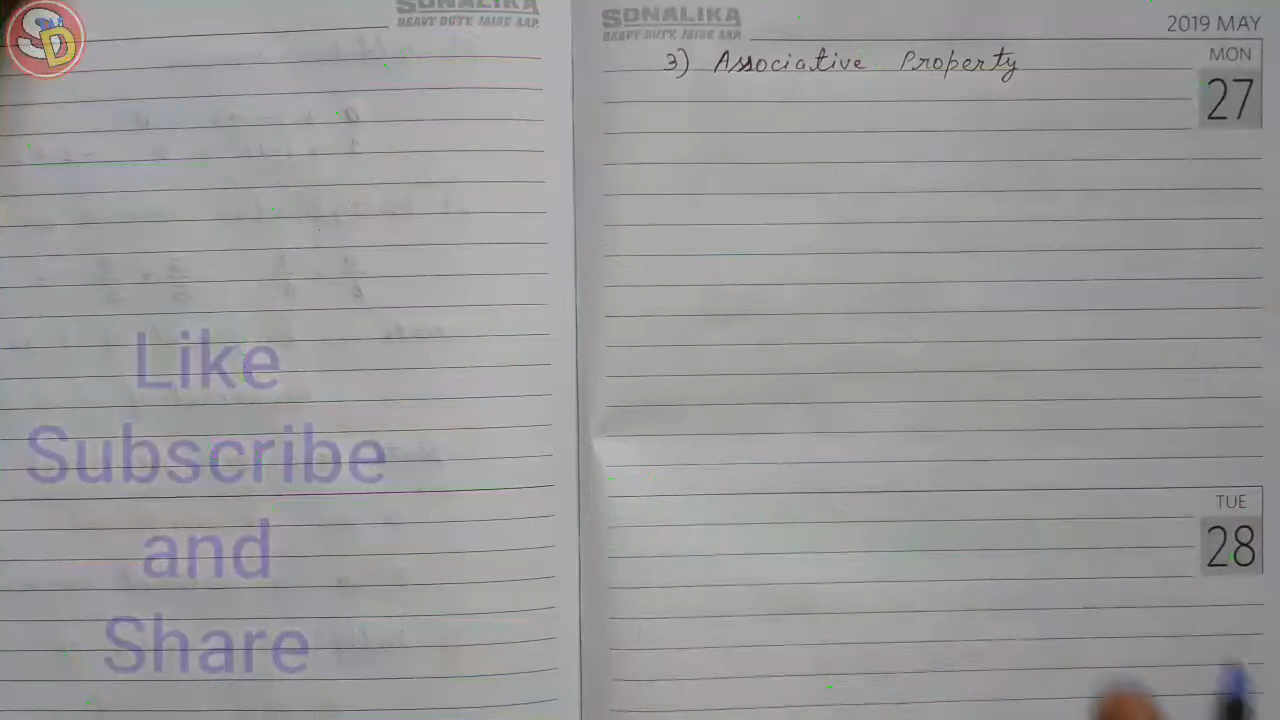 SD
SONALIKA
HEAVY DUTY. JAISE AAP.
Like
Subscribe
and
Share
SONALIKA
HEAVY DUTY. JAISE AAP.
2019 MAY
MON
27
3) Associative Property
TUE
28